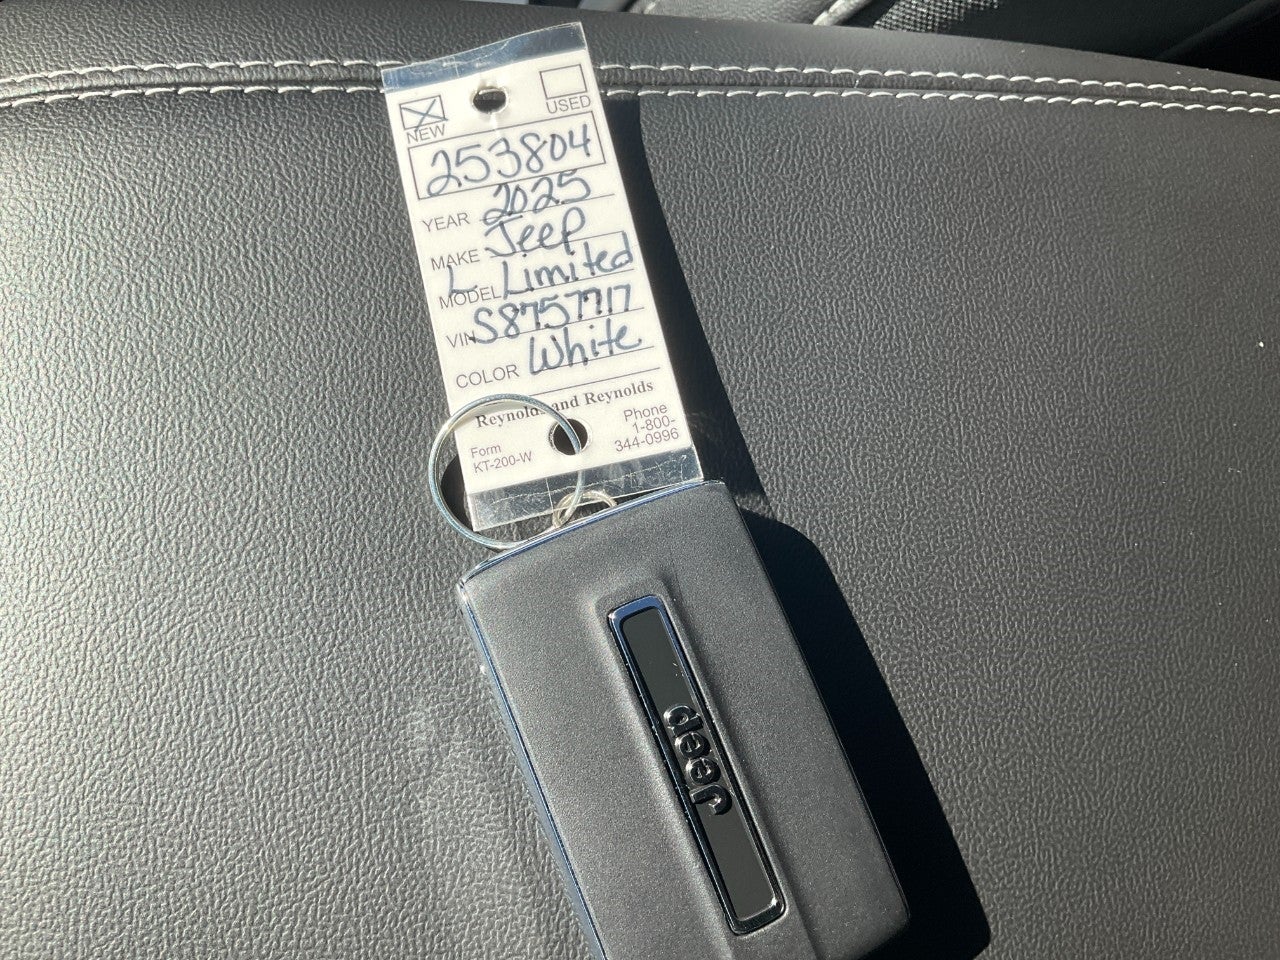 NEW
USED
253804
YEAR 2025
MAKE Jeep
MODEL L Limited
VIN S8757717
COLOR White
Reynolds and Reynolds
Form
KT-200-W
Phone
1-800-
344-0996
Jeep